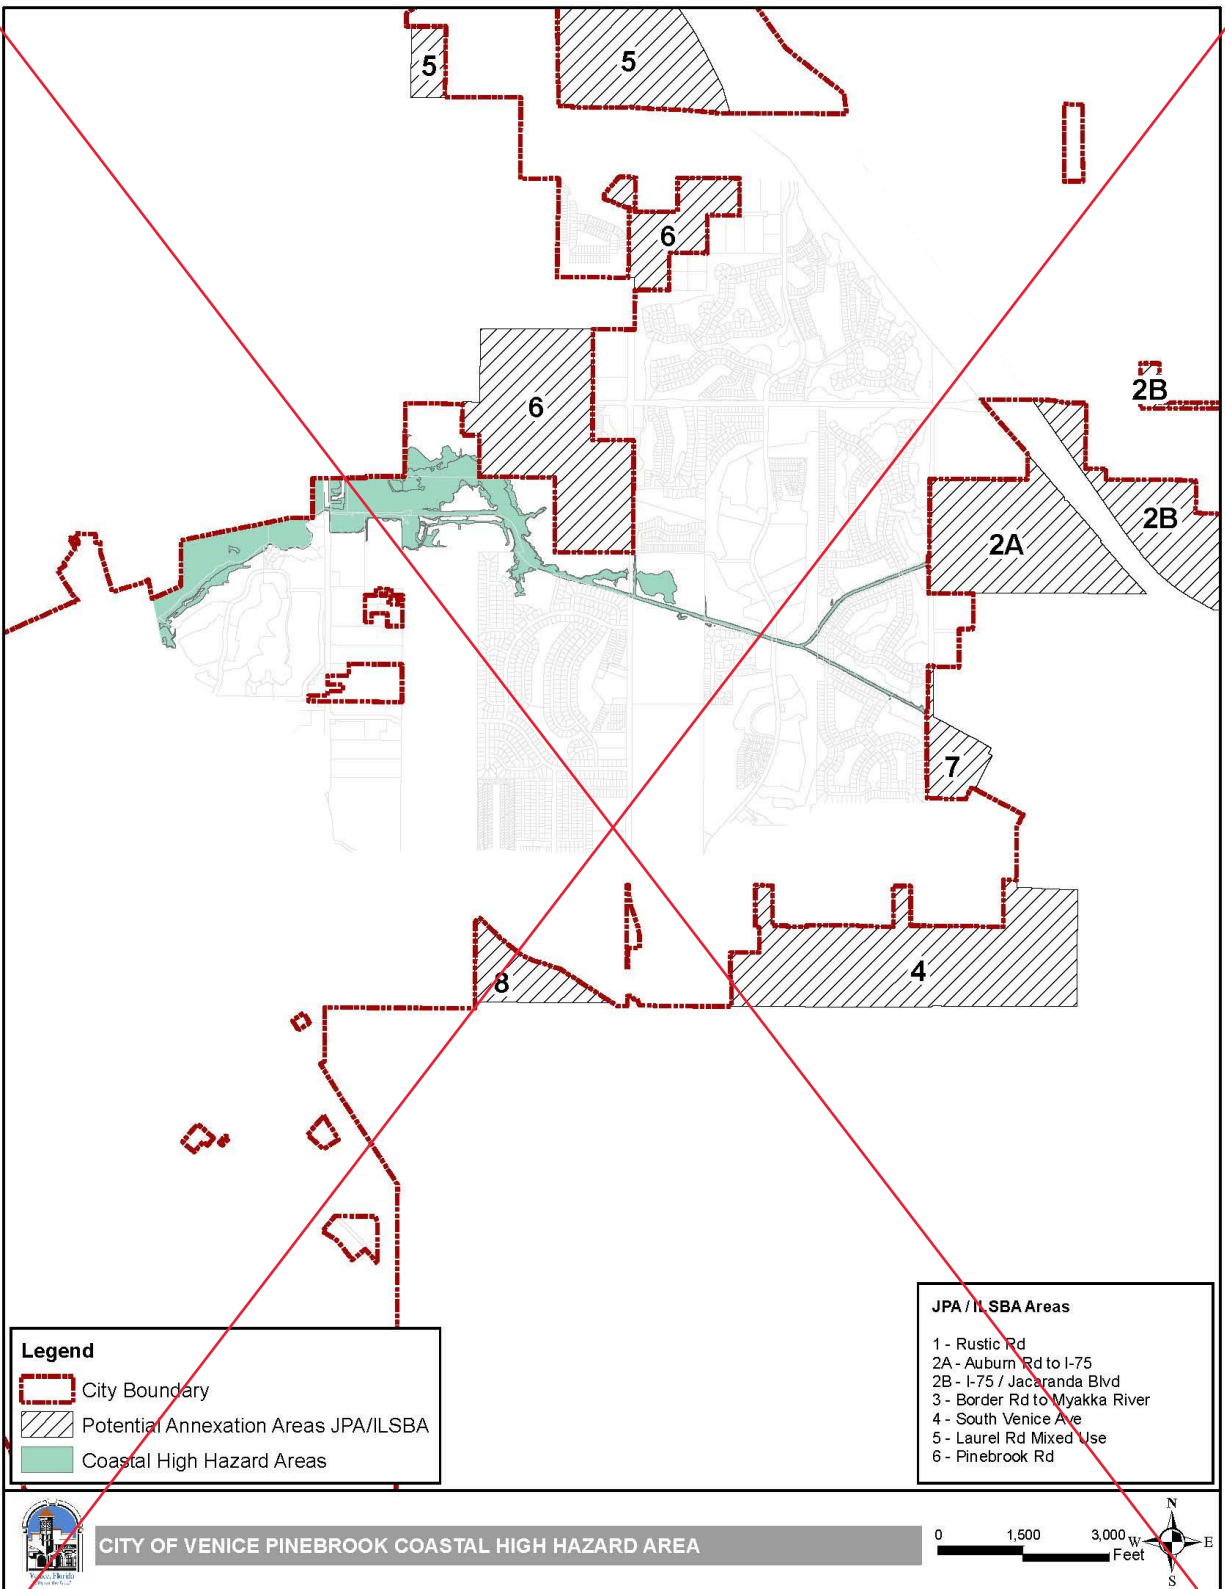 5
5
6
6
2B
2B
2A
7
4
8
JPA / ILSBA Areas
1 - Rustic Rd
2A - Auburn Rd to I-75
2B - I-75 / Jacaranda Blvd
3 - Border Rd to Myakka River
4 - South Venice Ave
5 - Laurel Rd Mixed Use
6 - Pinebrook Rd
Legend
City Boundary
Potential Annexation Areas JPA/ILSBA
Coastal High Hazard Areas
Venice, Florida
CITY OF VENICE PINEBROOK COASTAL HIGH HAZARD AREA
0 1,500 3,000
Feet
N
W E
S